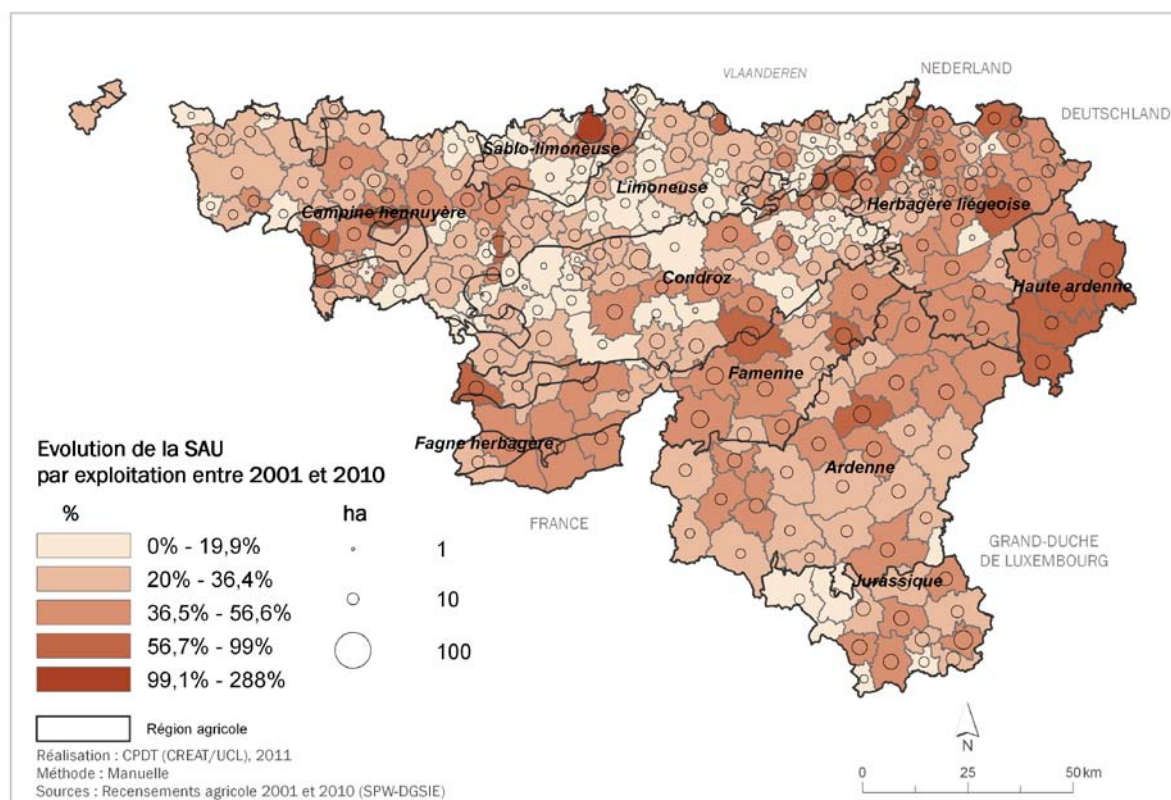 VLAANDEREN
NEDERLAND
DEUTSCHLAND
Sablo-limoneuse
Limoneuse
Campine hennuyère
Herbagère liégeoise
Condroz
Haute ardenne
Famenne
Fagne herbagère
Ardenne
FRANCE
GRAND-DUCHE
DE LUXEMBOURG
Jurassique
Evolution de la SAU
par exploitation entre 2001 et 2010
% ha
0% - 19,9% 1
20% - 36,4% 10
36,5% - 56,6%
56,7% - 99% 100
99,1% - 288%
Région agricole
Réalisation : CPDT (CREAT/UCL), 2011
Méthode : Manuelle
Sources : Recensements agricole 2001 et 2010 (SPW-DGSIE)
N
0 25 50 km